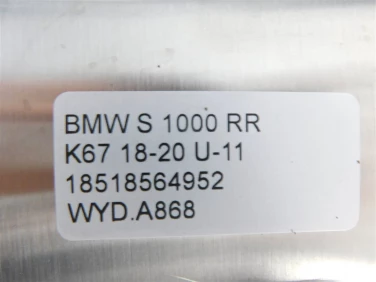 BMW S 1000 RR
K67 18-20 U-11
18518564952
WYD.A868